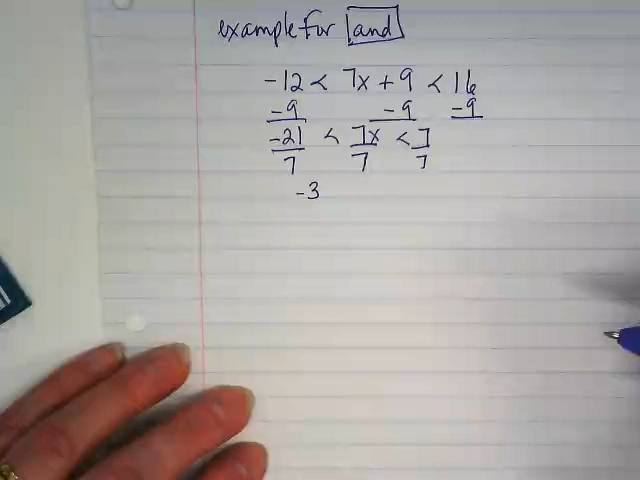 example for and
-12 < 7x + 9 < 16
-9 -9 -9
-21 < 7x < 7
7 7 7
-3